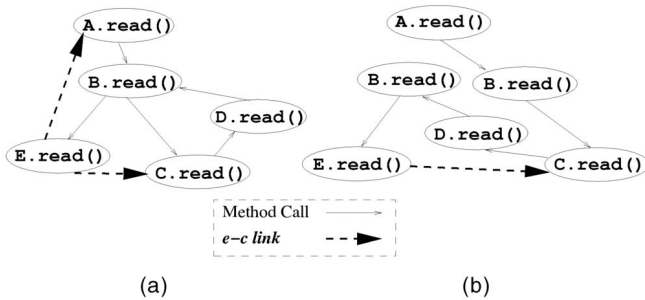 A.read()
B.read()
D.read()
E.read()
C.read()
A.read()
B.read()
B.read()
D.read()
E.read()
C.read()
Method Call
e-c link
(a)
(b)